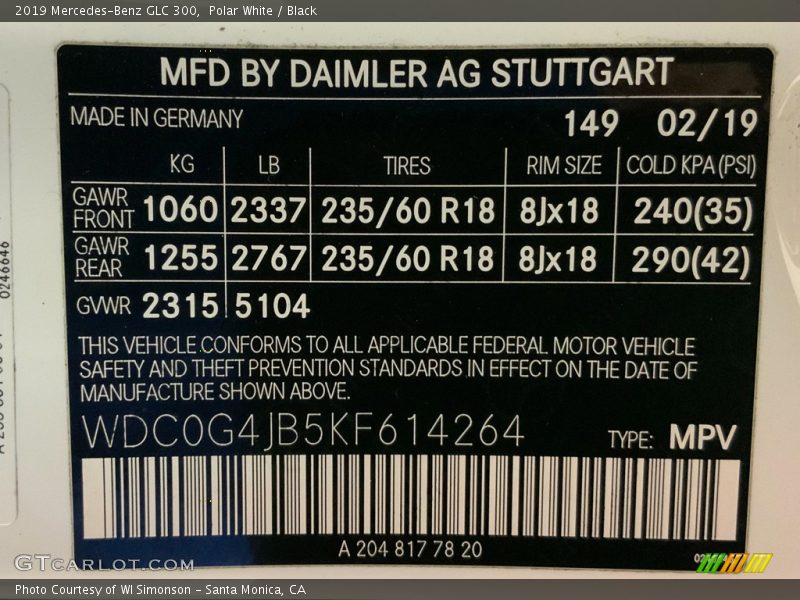 2019 Mercedes-Benz GLC 300, Polar White / Black
MFD BY DAIMLER AG STUTTGART
MADE IN GERMANY 149 02/19
KG LB TIRES RIM SIZE COLD KPA(PSI)
GAWR FRONT 1060 2337 235/60 R18 8Jx18 240(35)
GAWR REAR 1255 2767 235/60 R18 8Jx18 290(42)
GVWR 2315 5104
THIS VEHICLE CONFORMS TO ALL APPLICABLE FEDERAL MOTOR VEHICLE
SAFETY AND THEFT PREVENTION STANDARDS IN EFFECT ON THE DATE OF
MANUFACTURE SHOWN ABOVE.
WDC0G4JB5KF614264 TYPE: MPV
A 204 817 78 20
0246646
GTCARLOT.COM
Photo Courtesy of WI Simonson - Santa Monica, CA